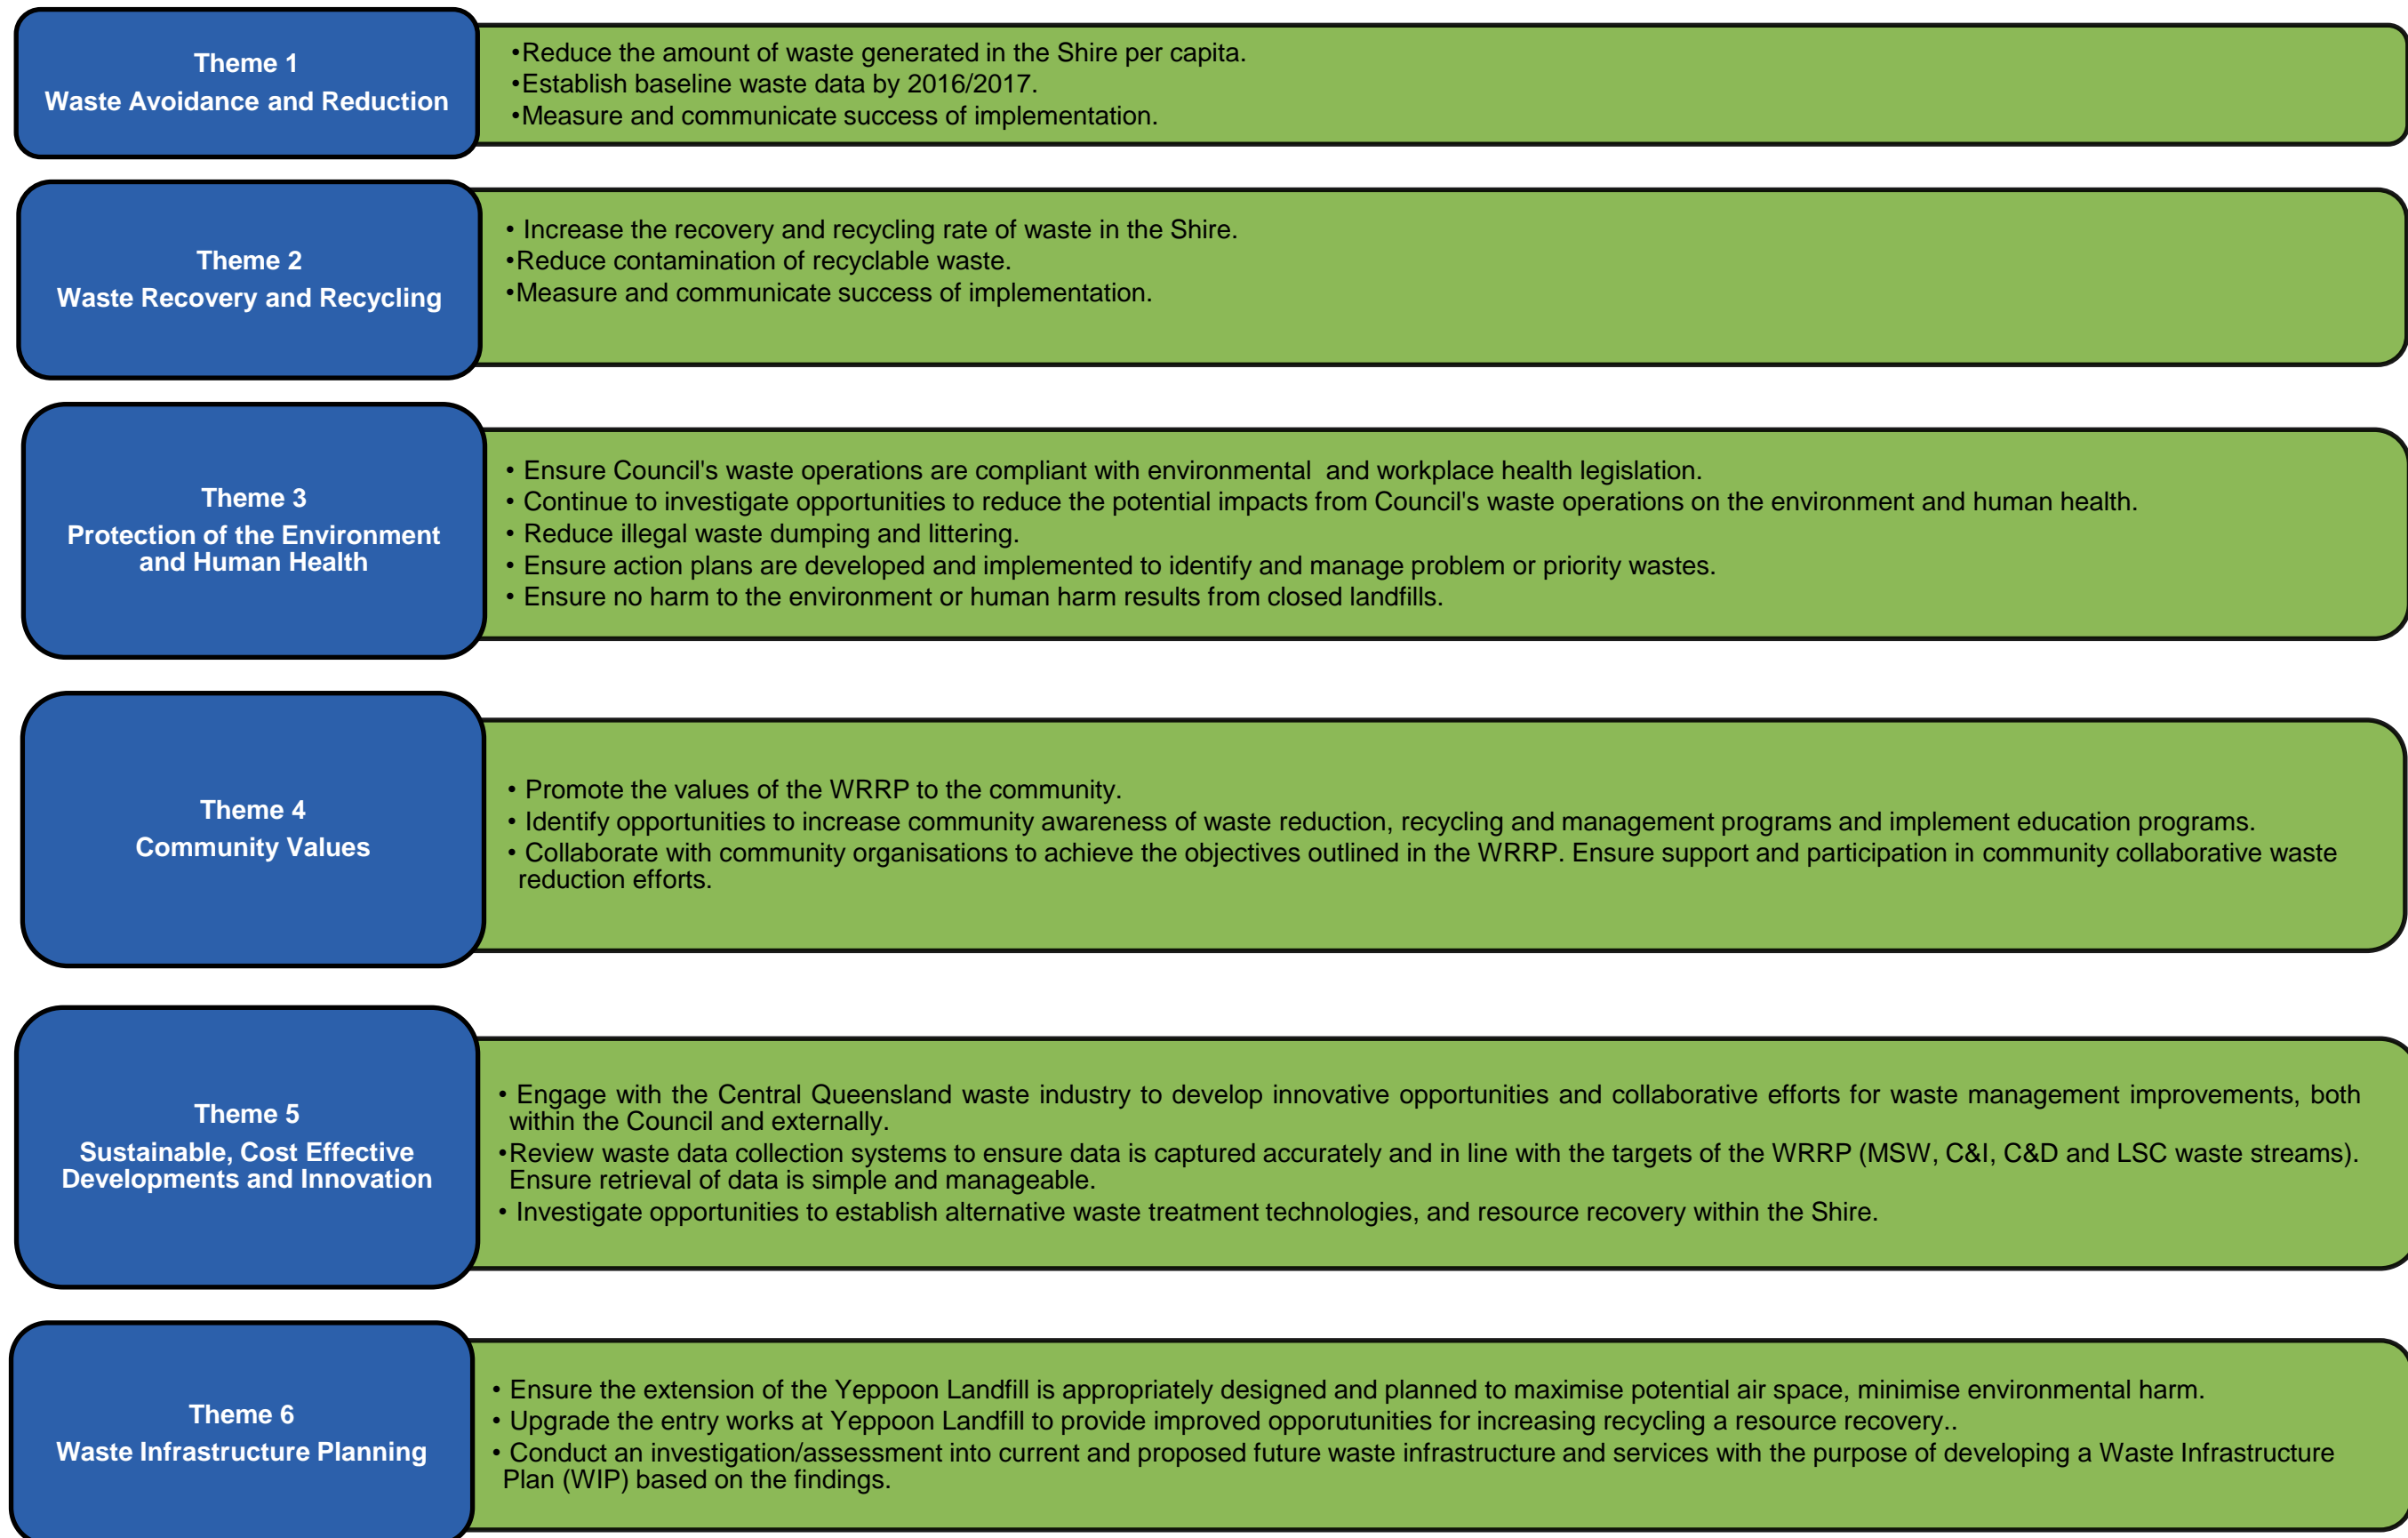 Theme 1
Waste Avoidance and Reduction
•Reduce the amount of waste generated in the Shire per capita.
•Establish baseline waste data by 2016/2017.
•Measure and communicate success of implementation.
Theme 2
Waste Recovery and Recycling
• Increase the recovery and recycling rate of waste in the Shire.
•Reduce contamination of recyclable waste.
•Measure and communicate success of implementation.
Theme 3
Protection of the Environment
and Human Health
• Ensure Council's waste operations are compliant with environmental  and workplace health legislation.
• Continue to investigate opportunities to reduce the potential impacts from Council's waste operations on the environment and human health.
• Reduce illegal waste dumping and littering.
• Ensure action plans are developed and implemented to identify and manage problem or priority wastes.
• Ensure no harm to the environment or human harm results from closed landfills.
Theme 4
Community Values
• Promote the values of the WRRP to the community.
• Identify opportunities to increase community awareness of waste reduction, recycling and management programs and implement education programs.
• Collaborate with community organisations to achieve the objectives outlined in the WRRP. Ensure support and participation in community collaborative waste
reduction efforts.
Theme 5
Sustainable, Cost Effective
Developments and Innovation
• Engage with the Central Queensland waste industry to develop innovative opportunities and collaborative efforts for waste management improvements, both
within the Council and externally.
•Review waste data collection systems to ensure data is captured accurately and in line with the targets of the WRRP (MSW, C&I, C&D and LSC waste streams).
Ensure retrieval of data is simple and manageable.
• Investigate opportunities to establish alternative waste treatment technologies, and resource recovery within the Shire.
Theme 6
Waste Infrastructure Planning
• Ensure the extension of the Yeppoon Landfill is appropriately designed and planned to maximise potential air space, minimise environmental harm.
• Upgrade the entry works at Yeppoon Landfill to provide improved opporutunities for increasing recycling a resource recovery..
• Conduct an investigation/assessment into current and proposed future waste infrastructure and services with the purpose of developing a Waste Infrastructure
Plan (WIP) based on the findings.